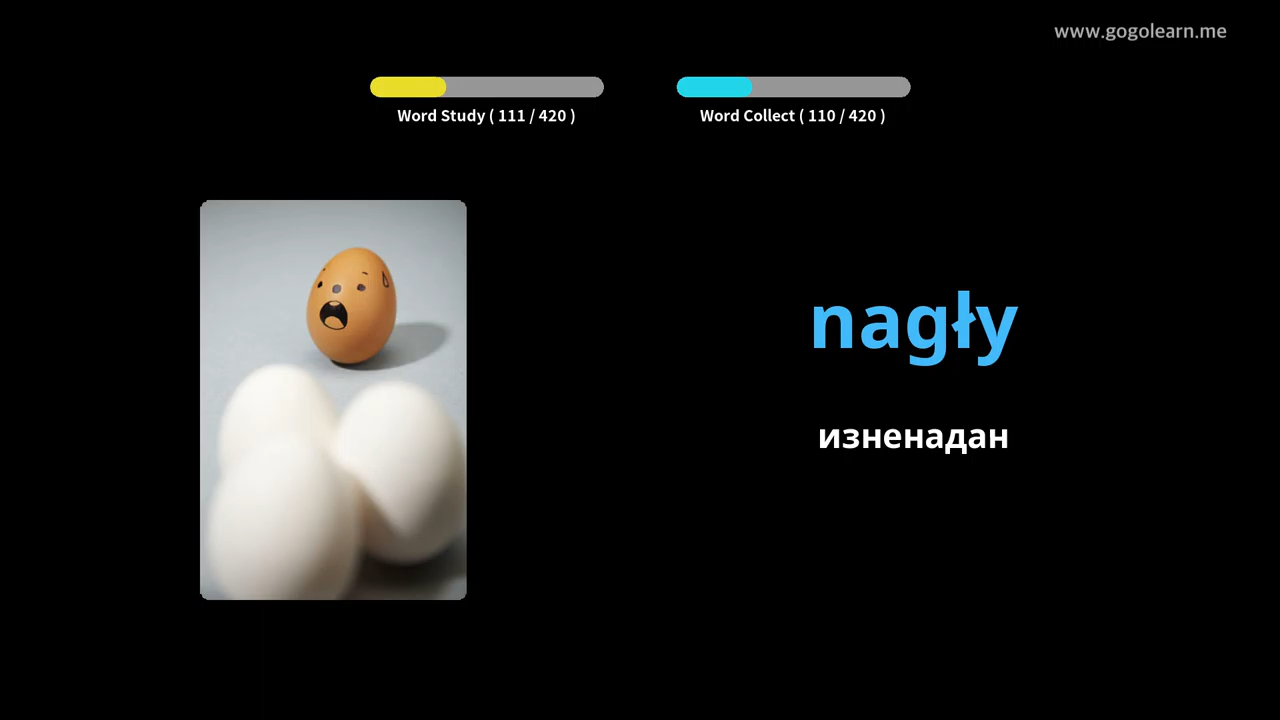 www.gogolearn.me
Word Study ( 111 / 420 )
Word Collect ( 110 / 420 )
nagły
изненадан